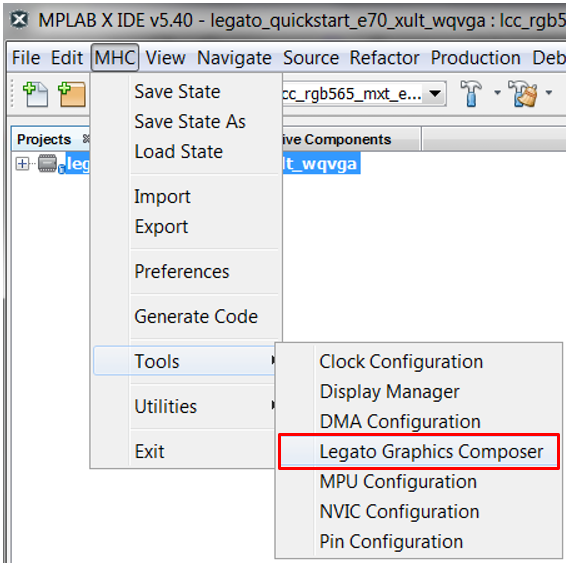 MPLAB X IDE v5.40 - legato_quickstart_e70_xult_wqvga : lcc_rgb5
File Edit MHC View Navigate Source Refactor Production Deb
cc_rgb565_mxt_e...
Projects ive Components
leg ult_wqvga
Save State
Save State As
Load State
Import
Export
Preferences
Generate Code
Tools
Utilities
Exit
Clock Configuration
Display Manager
DMA Configuration
Legato Graphics Composer
MPU Configuration
NVIC Configuration
Pin Configuration